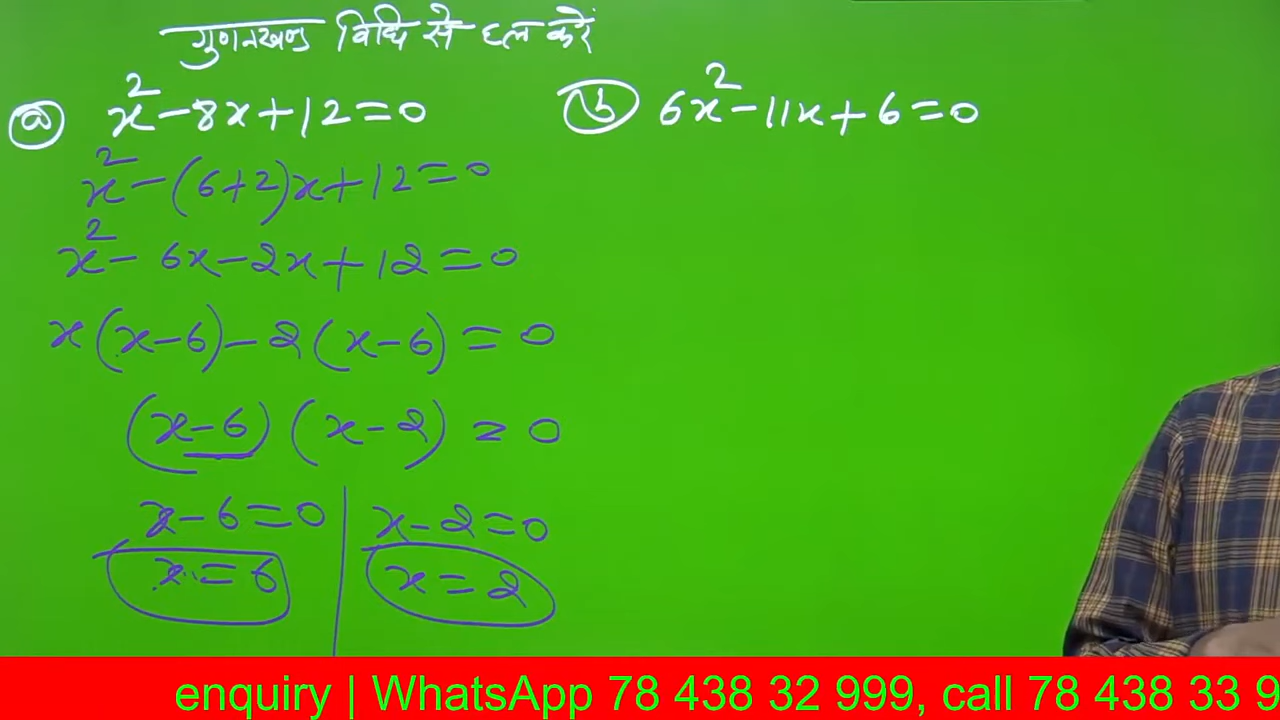 गुणनखण्ड विधि से हल करें
(a) x² - 8x + 12 = 0
x² - (6+2)x + 12 = 0
x² - 6x - 2x + 12 = 0
x(x-6) - 2(x-6) = 0
(x-6) (x-2) = 0
x - 6 = 0 | x - 2 = 0
x = 6 | x = 2
(b) 6x² - 11x + 6 = 0
enquiry | WhatsApp 78 438 32 999, call 78 438 33 9